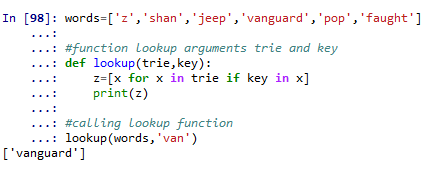 In [98]: words=['z','shan','jeep','vanguard','pop','faught']
...:
...: #function lookup arguments trie and key
...: def lookup(trie,key):
...:     z=[x for x in trie if key in x]
...:     print(z)
...:
...: #calling lookup function
...: lookup(words,'van')
['vanguard']